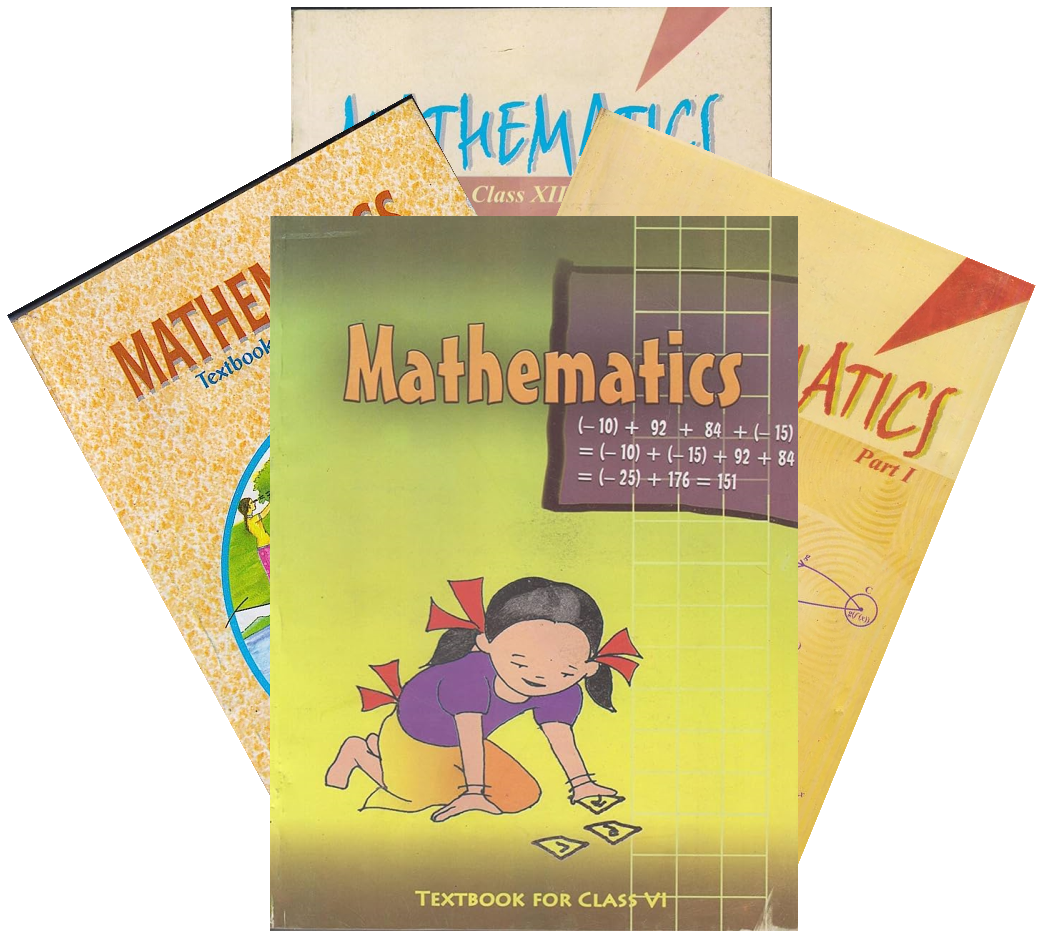 MATHEMATICS
Class XII
MATHEM
Textbook
ATICS
Part I
Mathematics
(– 10) + 92 + 84 + (– 15)
= (– 10) + (– 15) + 92 + 84
= (– 25) + 176 = 151
C
TEXTBOOK FOR CLASS VI